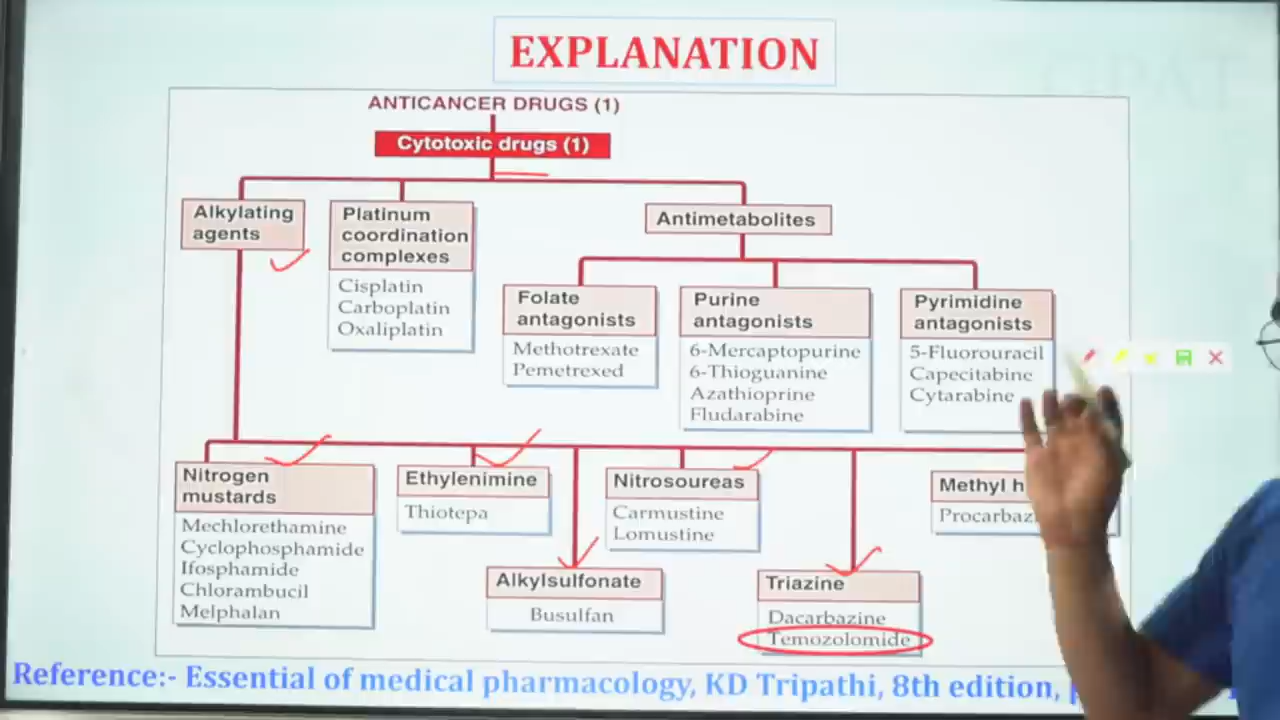 EXPLANATION
GPAT
ANTICANCER DRUGS (1)
Cytotoxic drugs (1)
Alkylating
agents
Platinum
coordination
complexes
Cisplatin
Carboplatin
Oxaliplatin
Antimetabolites
Folate
antagonists
Methotrexate
Pemetrexed
Purine
antagonists
6-Mercaptopurine
6-Thioguanine
Azathioprine
Fludarabine
Pyrimidine
antagonists
5-Fluorouracil
Capecitabine
Cytarabine
Nitrogen
mustards
Mechlorethamine
Cyclophosphamide
Ifosphamide
Chlorambucil
Melphalan
Ethylenimine
Thiotepa
Alkylsulfonate
Busulfan
Nitrosoureas
Carmustine
Lomustine
Triazine
Dacarbazine
Temozolomide
Methyl
Reference:- Essential of medical pharmacology, KD Tripathi, 8th edition,